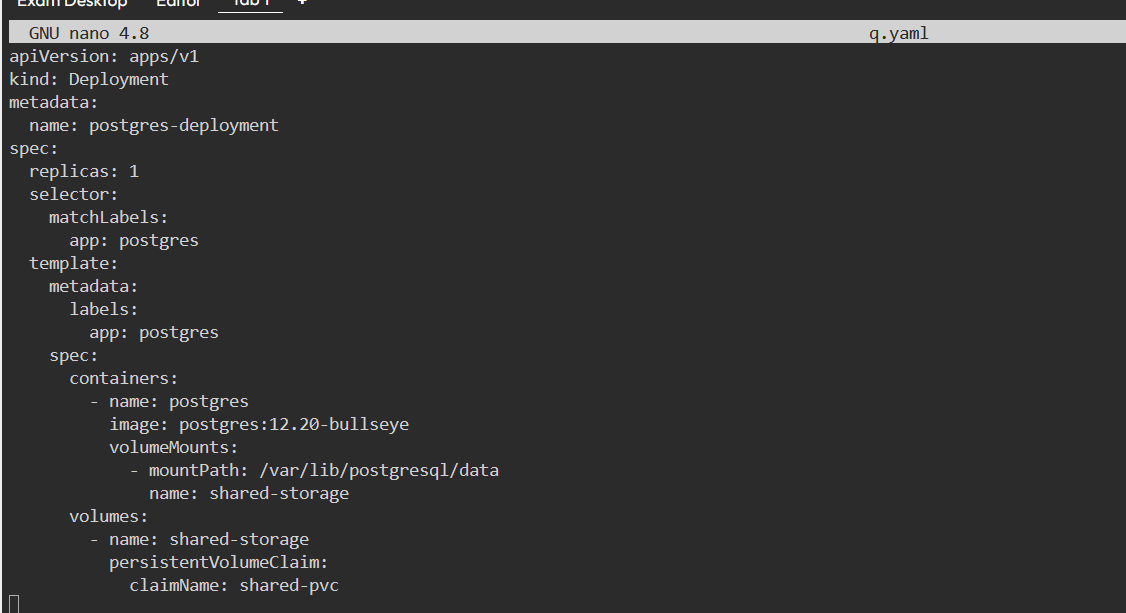 Exam Desktop Editor Tab 1 +
GNU nano 4.8 q.yaml
apiVersion: apps/v1
kind: Deployment
metadata:
  name: postgres-deployment
spec:
  replicas: 1
  selector:
    matchLabels:
      app: postgres
  template:
    metadata:
      labels:
        app: postgres
    spec:
      containers:
        - name: postgres
          image: postgres:12.20-bullseye
          volumeMounts:
            - mountPath: /var/lib/postgresql/data
              name: shared-storage
      volumes:
        - name: shared-storage
          persistentVolumeClaim:
            claimName: shared-pvc